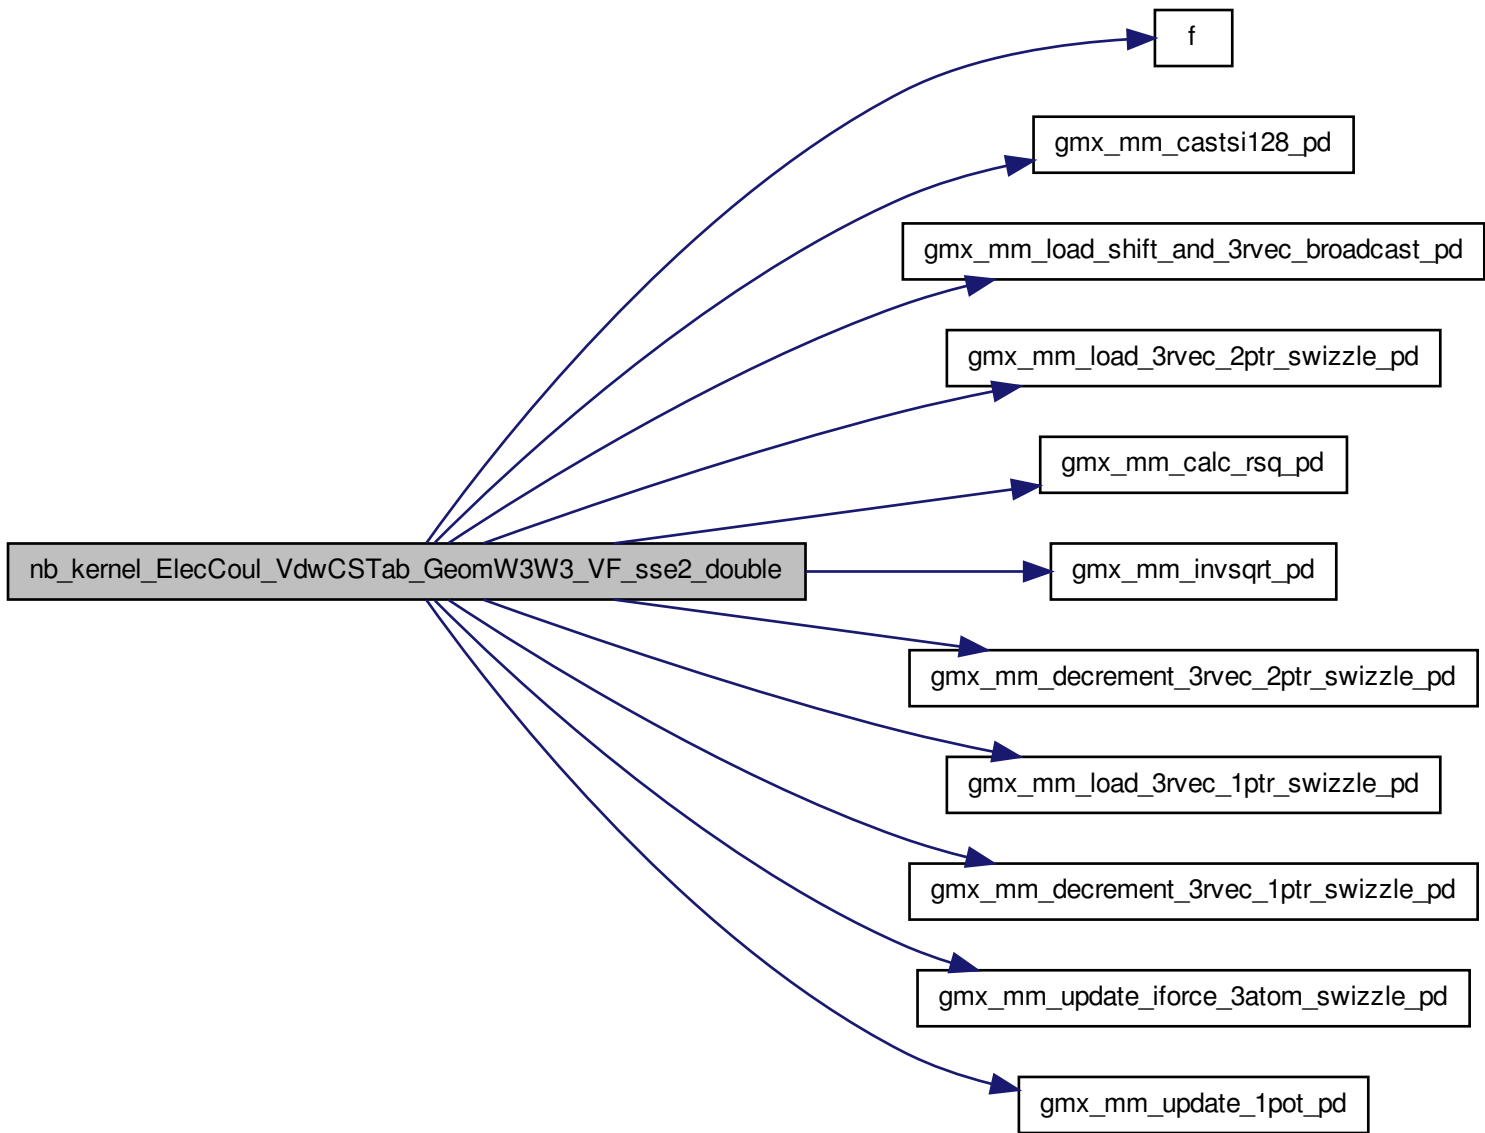 f
gmx_mm_castsi128_pd
gmx_mm_load_shift_and_3rvec_broadcast_pd
gmx_mm_load_3rvec_2ptr_swizzle_pd
gmx_mm_calc_rsq_pd
nb_kernel_ElecCoul_VdwCSTab_GeomW3W3_VF_sse2_double
gmx_mm_invsqrt_pd
gmx_mm_decrement_3rvec_2ptr_swizzle_pd
gmx_mm_load_3rvec_1ptr_swizzle_pd
gmx_mm_decrement_3rvec_1ptr_swizzle_pd
gmx_mm_update_iforce_3atom_swizzle_pd
gmx_mm_update_1pot_pd